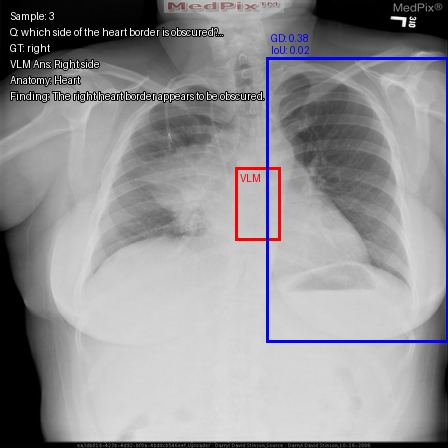 MedPix
MedPix
Sample: 3
Q: which side of the heart border is obscured?...
GT: right
VLM Ans: Right side
Anatomy: Heart
Finding: The right heart border appears to be obscured.
GD: 0.38
IoU: 0.02
VLM